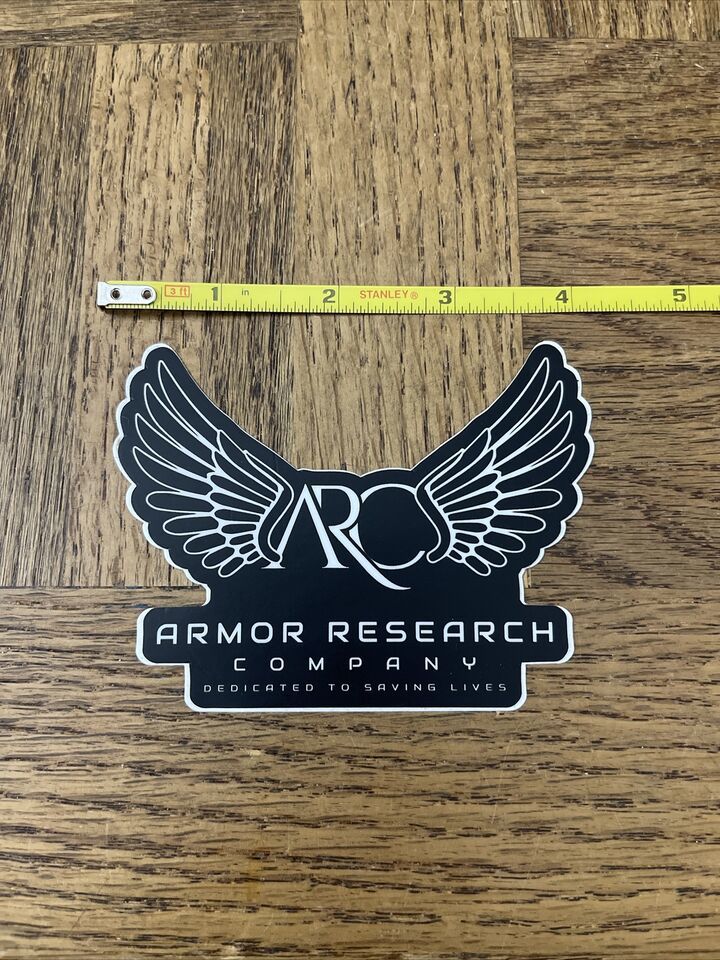 3 ft 1 in 2 STANLEY® 3 4 5
ARC
ARMOR RESEARCH
COMPANY
DEDICATED TO SAVING LIVES